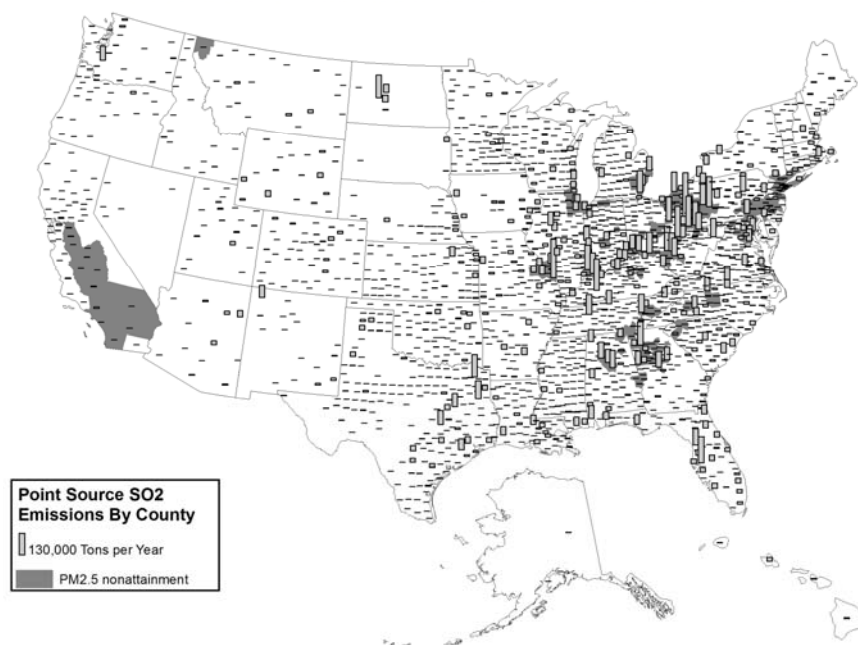 Point Source SO2
Emissions By County
130,000 Tons per Year
PM2.5 nonattainment